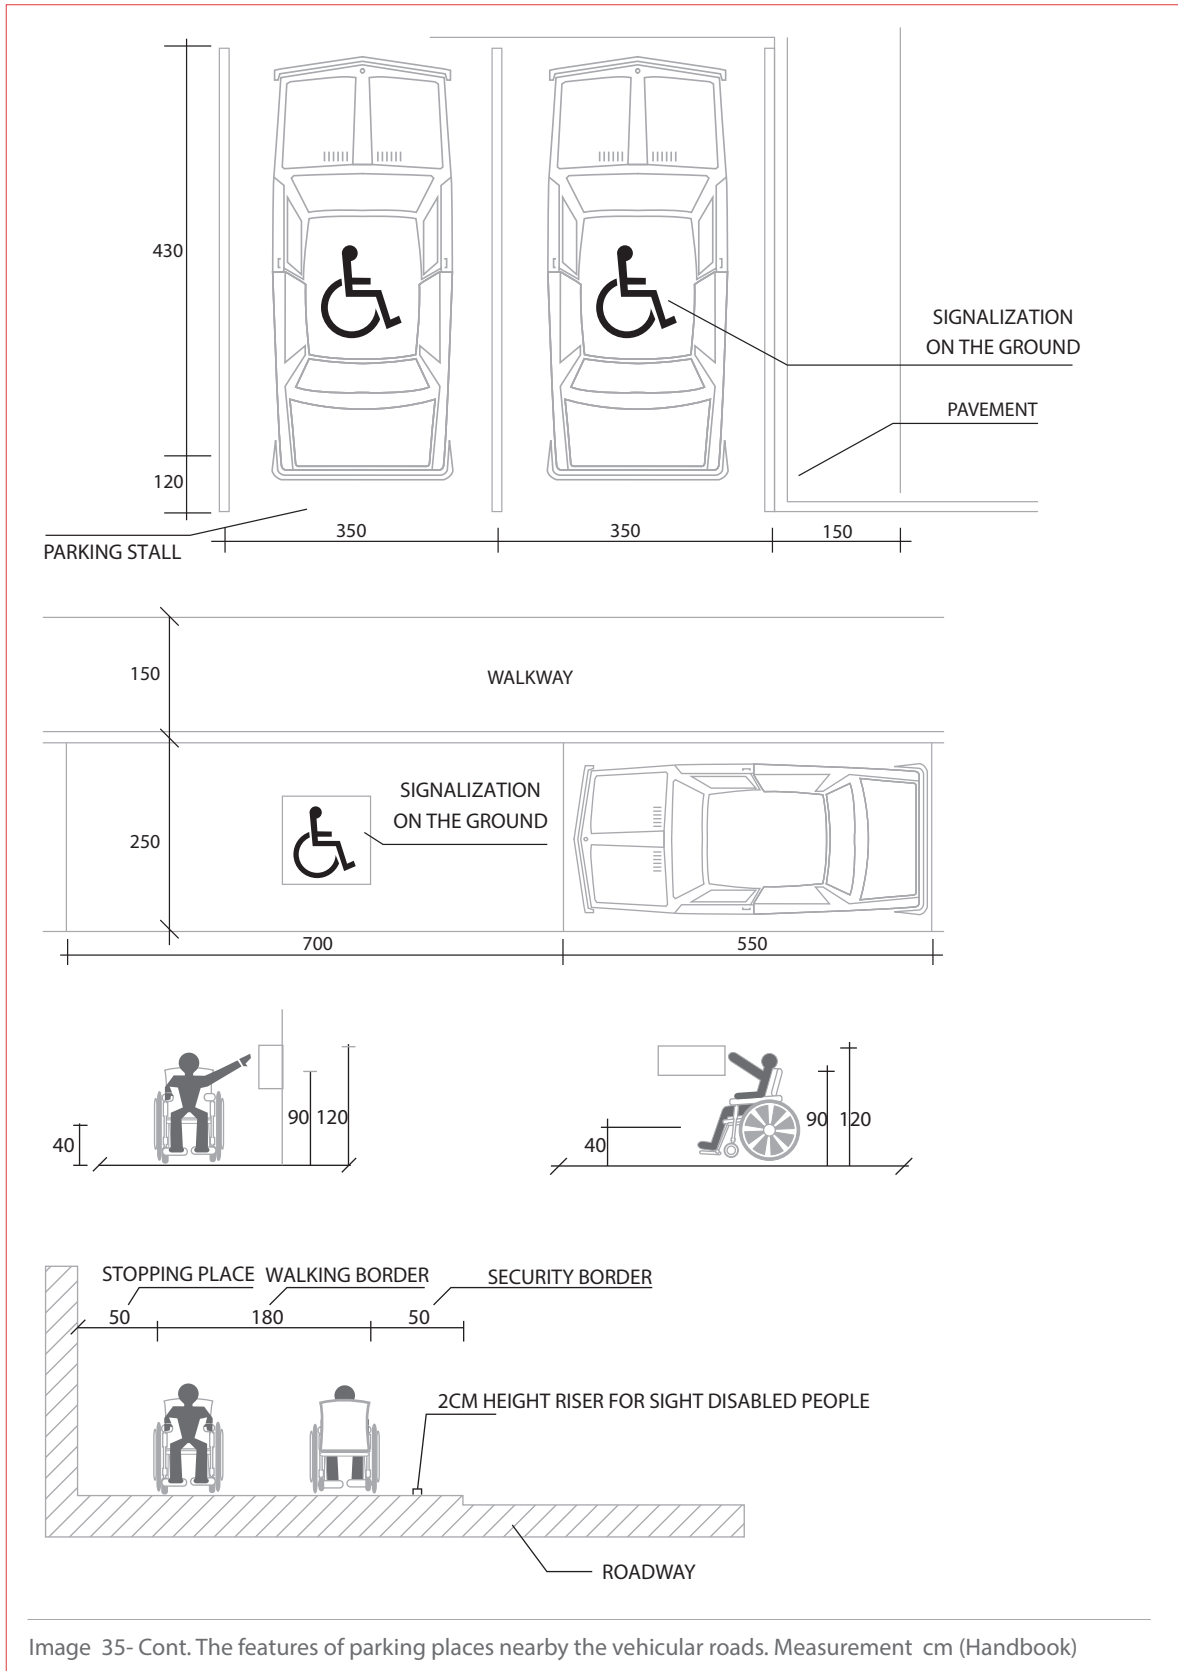 430
SIGNALIZATION
ON THE GROUND
PAVEMENT
120
350
350
150
PARKING STALL
150
WALKWAY
SIGNALIZATION
ON THE GROUND
250
700
550
40
90
120
40
90
120
STOPPING PLACE
WALKING BORDER
SECURITY BORDER
50
180
50
2CM HEIGHT RISER FOR SIGHT DISABLED PEOPLE
ROADWAY
Image 35- Cont. The features of parking places nearby the vehicular roads. Measurement cm (Handbook)